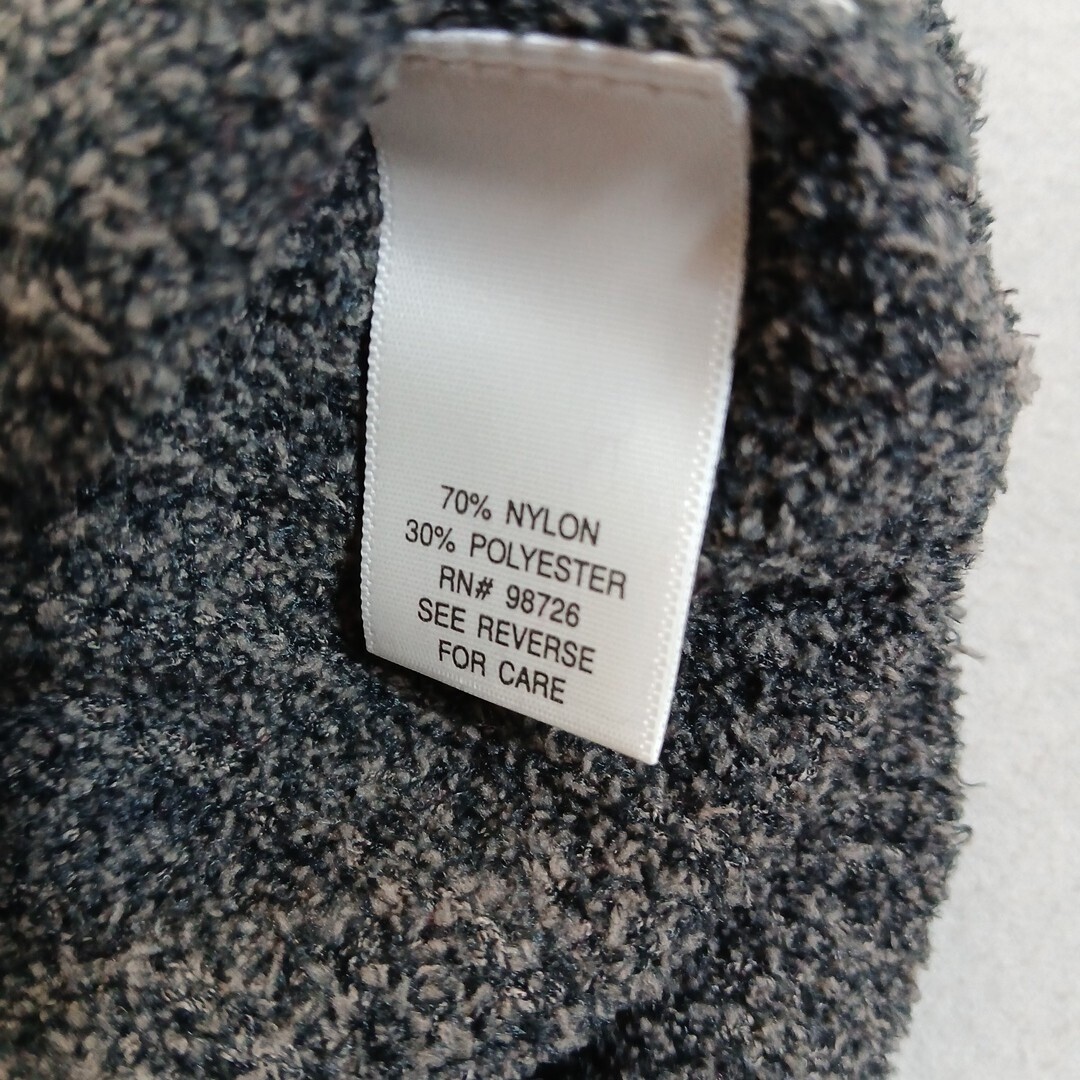 70% NYLON
30% POLYESTER
RN# 98726
SEE REVERSE
FOR CARE